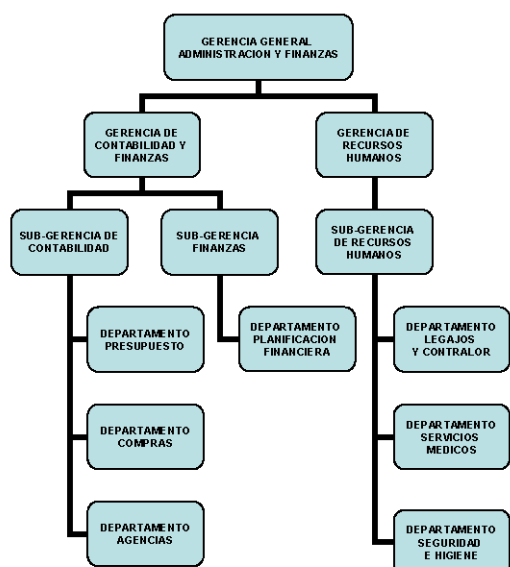 GERENCIA GENERAL
ADMINISTRACION Y FINANZAS
GERENCIA DE
CONTABILIDAD Y
FINANZAS
GERENCIA DE
RECURSOS
HUMANOS
SUB-GERENCIA DE
CONTABILIDAD
SUB-GERENCIA
FINANZAS
SUB-GERENCIA
DE RECURSOS
HUMANOS
DEPARTAMENTO
PRESUPUESTO
DEPARTAMENTO
PLANIFICACION
FINANCIERA
DEPARTAMENTO
LEGAJOS
Y CONTRALOR
DEPARTAMENTO
COMPRAS
DEPARTAMENTO
SERVICIOS
MEDICOS
DEPARTAMENTO
AGENCIAS
DEPARTAMENTO
SEGURIDAD
E HIGIENE